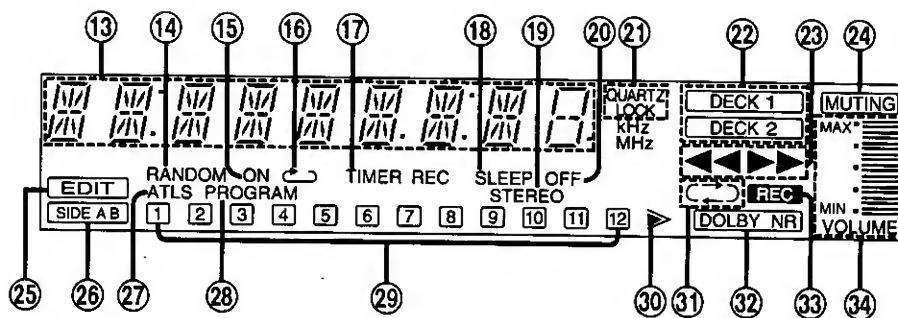 13 14 15 16 17 18 19 20 21 22 23 24
QUARTZ
LOCK
kHz
MHz
DECK 1
DECK 2
MUTING
MAX
MIN
VOLUME
RANDOM ON TIMER REC SLEEP OFF
ATLS PROGRAM STEREO
EDIT
SIDE A B
1 2 3 4 5 6 7 8 9 10 11 12
REC
DOLBY NR
25 26 27 28 29 30 31 32 33 34